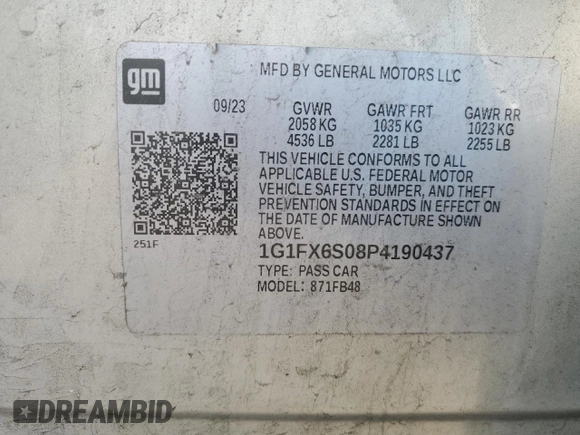 gm
MFD BY GENERAL MOTORS LLC
09/23 GVWR GAWR FRT GAWR RR
2058 KG 1035 KG 1023 KG
4536 LB 2281 LB 2255 LB
THIS VEHICLE CONFORMS TO ALL
APPLICABLE U.S. FEDERAL MOTOR
VEHICLE SAFETY, BUMPER, AND THEFT
PREVENTION STANDARDS IN EFFECT ON
THE DATE OF MANUFACTURE SHOWN
ABOVE.
251F
1G1FX6S08P4190437
TYPE: PASS CAR
MODEL: 871FB48
DREAMBID